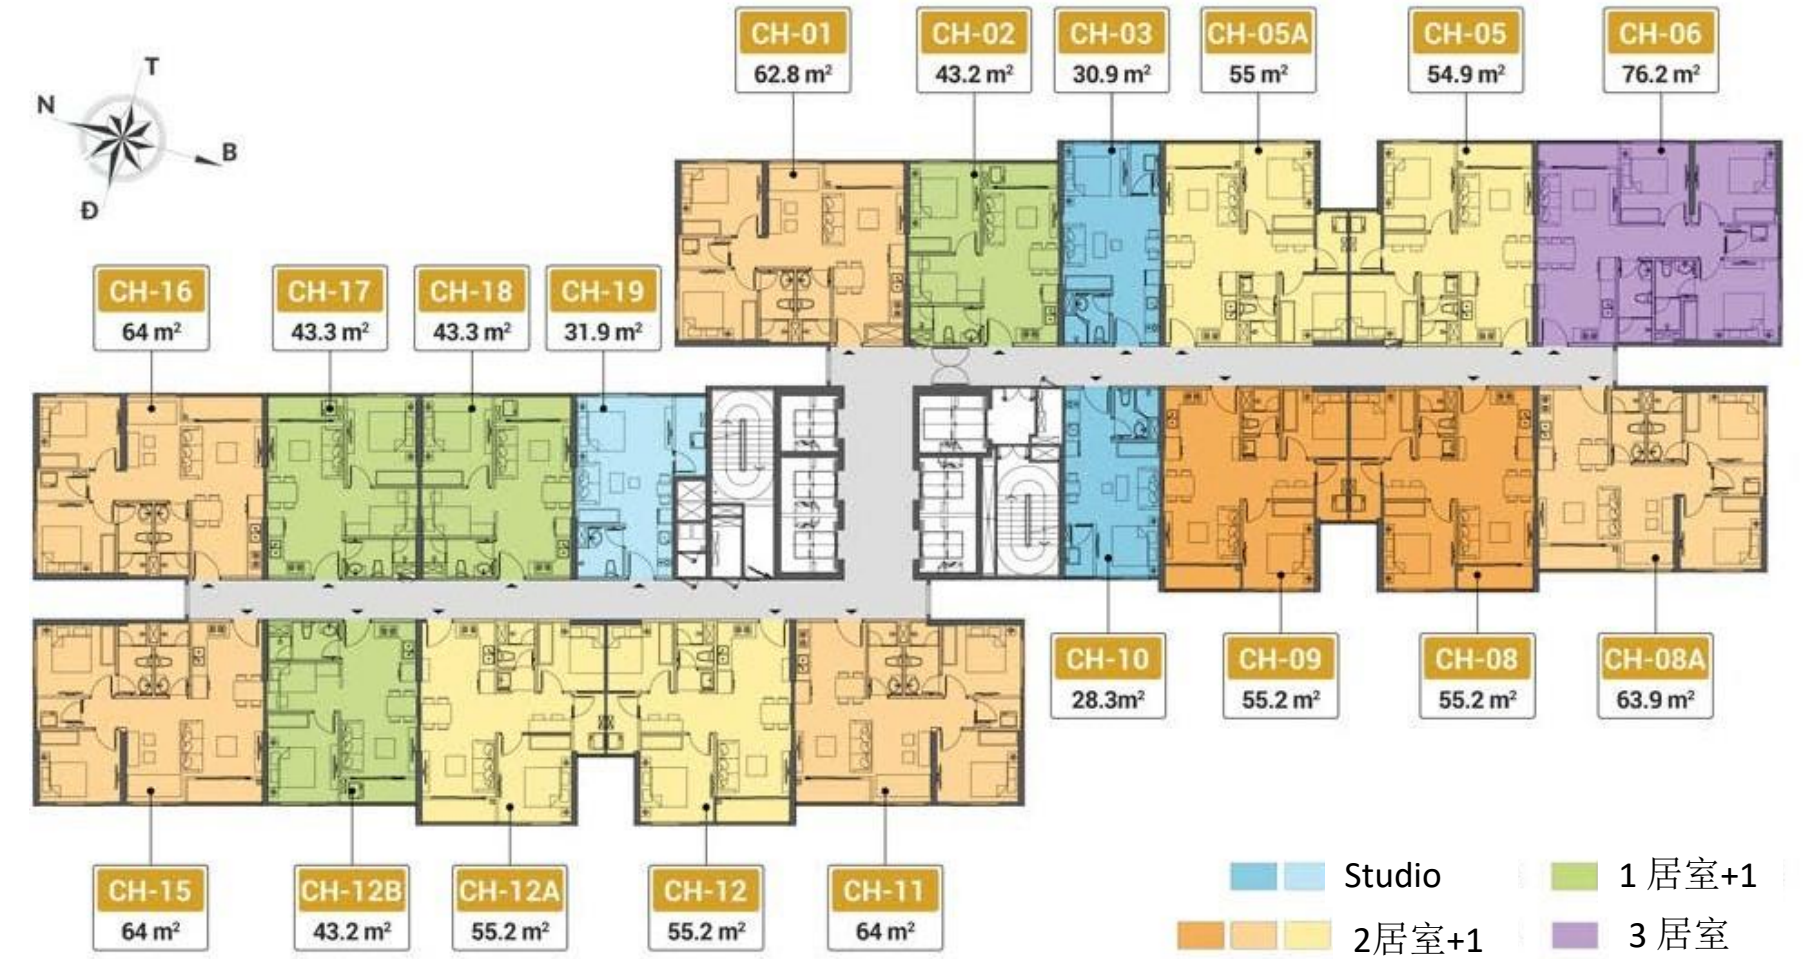 CH-01
62.8 m²
CH-02
43.2 m²
CH-03
30.9 m²
CH-05A
55 m²
CH-05
54.9 m²
CH-06
76.2 m²
T
N
B
Đ
CH-16
64 m²
CH-17
43.3 m²
CH-18
43.3 m²
CH-19
31.9 m²
CH-10
28.3m²
CH-09
55.2 m²
CH-08
55.2 m²
CH-08A
63.9 m²
CH-15
64 m²
CH-12B
43.2 m²
CH-12A
55.2 m²
CH-12
55.2 m²
CH-11
64 m²
Studio
1 居室+1
2居室+1
3 居室